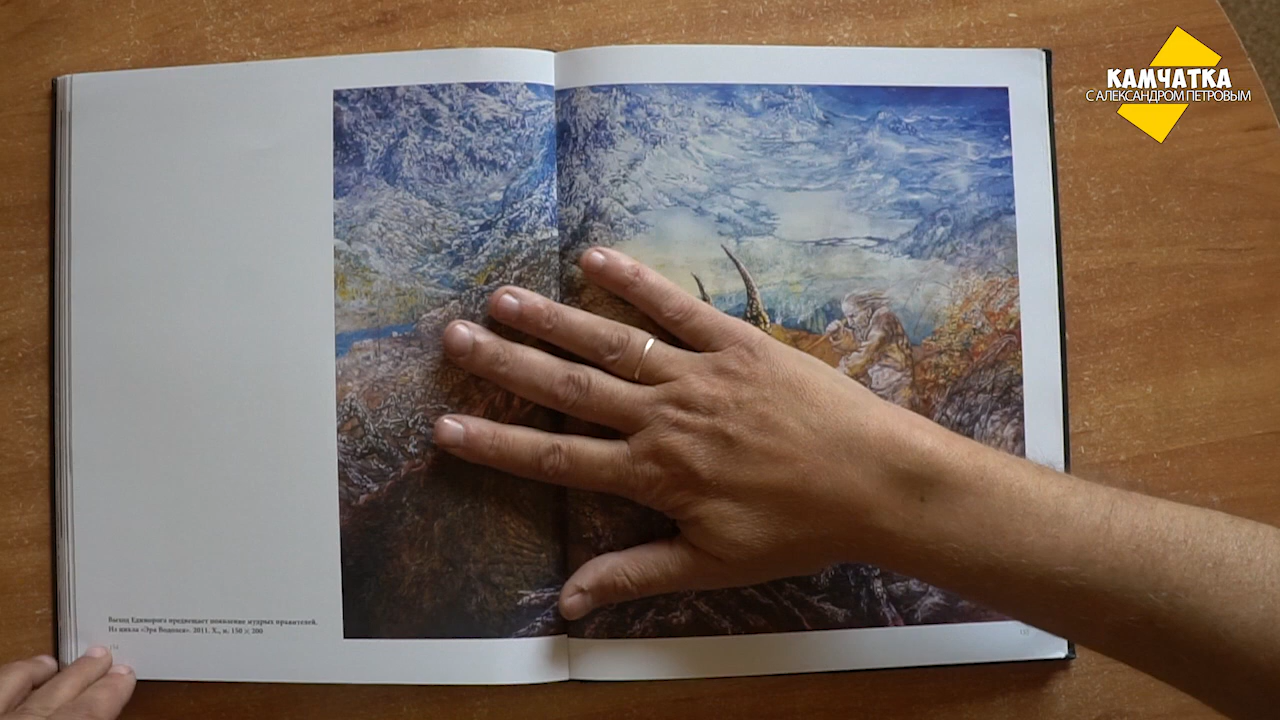 КАМЧАТКА
С АЛЕКСАНДРОМ ПЕТРОВЫМ
Выход Единорога предвещает появление мудрых правителей.
Из цикла «Эра Водолея». 2011. Х., м. 150 × 200